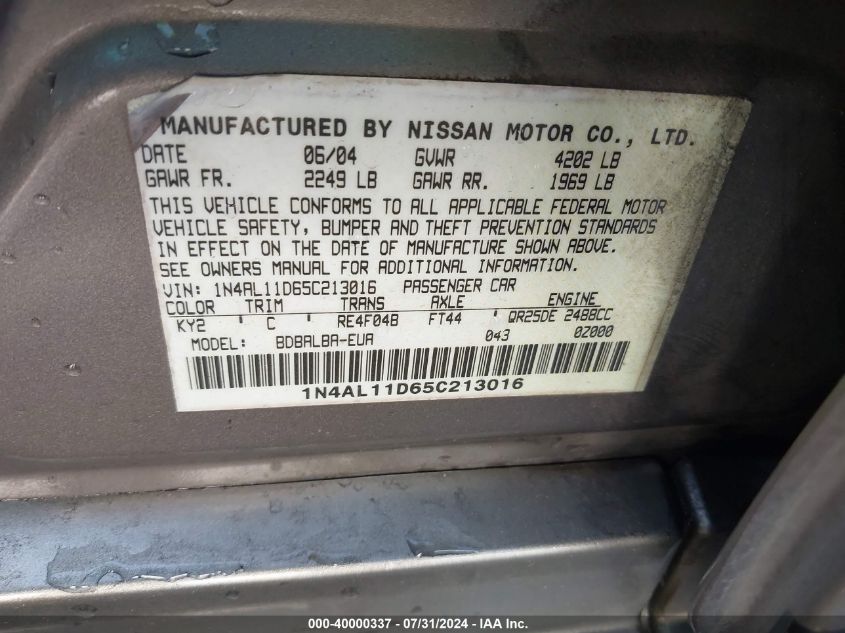 MANUFACTURED BY NISSAN MOTOR CO., LTD.
DATE 06/04 GVWR 4202 LB
GAWR FR. 2249 LB GAWR RR. 1969 LB
THIS VEHICLE CONFORMS TO ALL APPLICABLE FEDERAL MOTOR
VEHICLE SAFETY, BUMPER AND THEFT PREVENTION STANDARDS
IN EFFECT ON THE DATE OF MANUFACTURE SHOWN ABOVE.
SEE OWNERS MANUAL FOR ADDITIONAL INFORMATION.
VIN: 1N4AL11D65C213016 PASSENGER CAR
COLOR TRIM TRANS AXLE ENGINE
KY2 ' C ' RE4F04B FT44 ' QR25DE 2488CC
MODEL: BDBALBA-EUA 043 0Z000
1N4AL11D65C213016
000-40000337 - 07/31/2024 - IAA Inc.